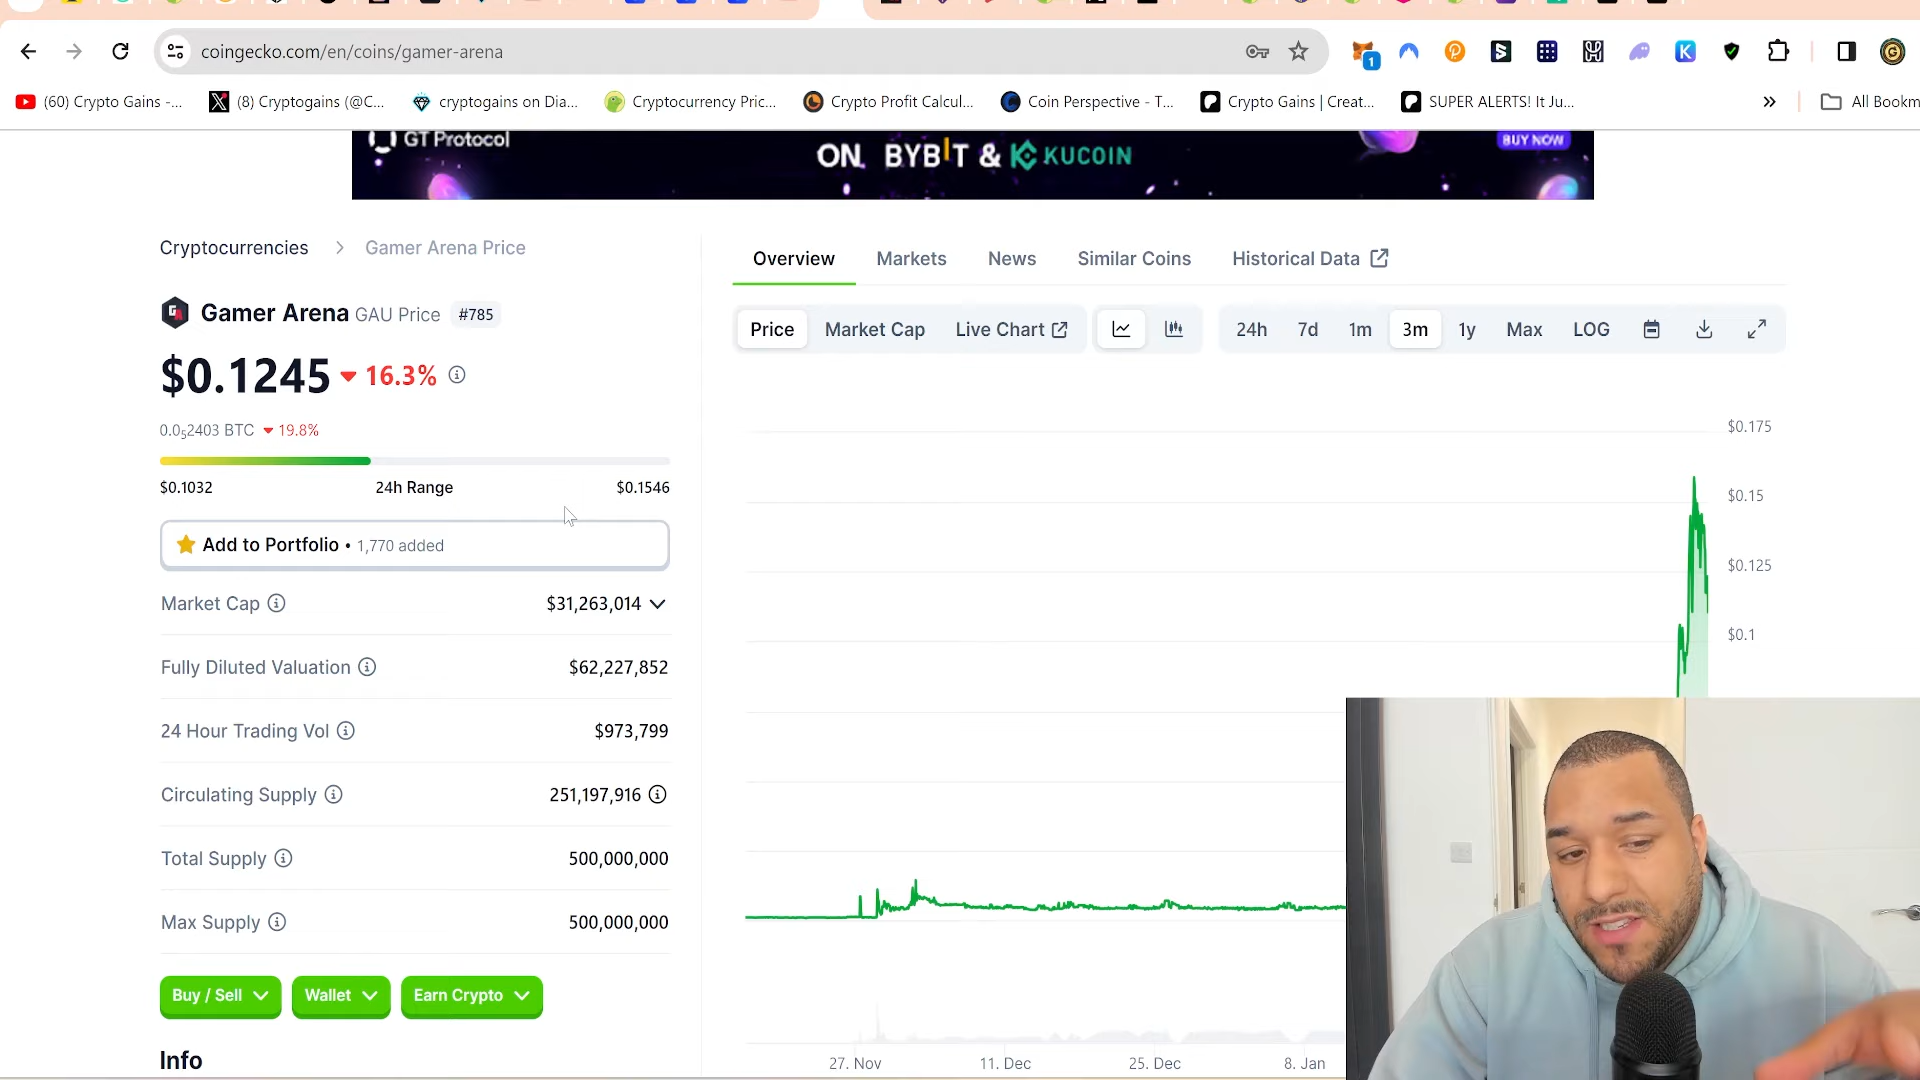 coingecko.com/en/coins/gamer-arena
1
(60) Crypto Gains -...
(8) Cryptogains (@C...
cryptogains on Dia...
Cryptocurrency Pric...
Crypto Profit Calcul...
Coin Perspective - T...
Crypto Gains | Creat...
SUPER ALERTS! It Ju...
All Bookm
GT Protocol
ON BYBIT & KUCOIN
BUY NOW
Cryptocurrencies > Gamer Arena Price
Gamer Arena GAU Price #785
$0.1245 16.3%
0.0₅2403 BTC 19.8%
$0.1032 24h Range $0.1546
Add to Portfolio • 1,770 added
Market Cap $31,263,014
Fully Diluted Valuation $62,227,852
24 Hour Trading Vol $973,799
Circulating Supply 251,197,916
Total Supply 500,000,000
Max Supply 500,000,000
Buy / Sell
Wallet
Earn Crypto
Info
Overview Markets News Similar Coins Historical Data
Price Market Cap Live Chart 24h 7d 1m 3m 1y Max LOG
$0.175
$0.15
$0.125
$0.1
27. Nov 11. Dec 25. Dec 8. Jan